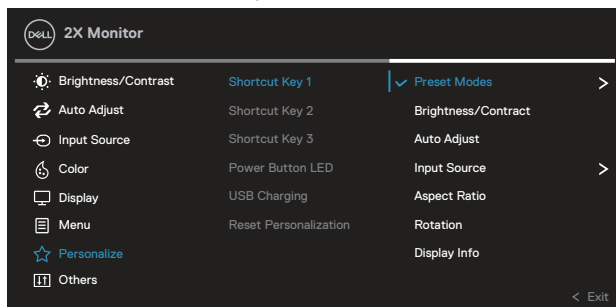 DELL 2X Monitor
Brightness/Contrast Shortcut Key 1 Preset Modes >
Auto Adjust Shortcut Key 2 Brightness/Contract
Input Source Shortcut Key 3 Auto Adjust
Color Power Button LED Input Source >
Display USB Charging Aspect Ratio
Menu Reset Personalization Rotation
Personalize Display Info
Others
< Exit